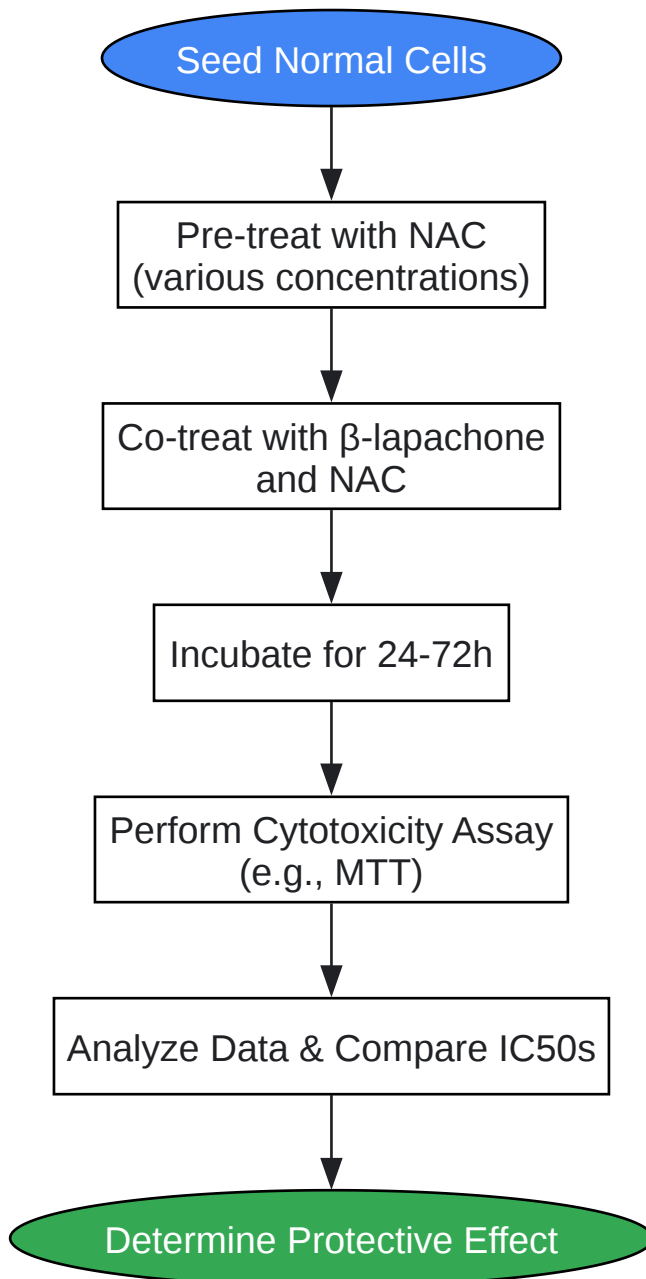 Seed Normal Cells
Pre-treat with NAC
(various concentrations)
Co-treat with β-lapachone
and NAC
Incubate for 24-72h
Perform Cytotoxicity Assay
(e.g., MTT)
Analyze Data & Compare IC50s
Determine Protective Effect